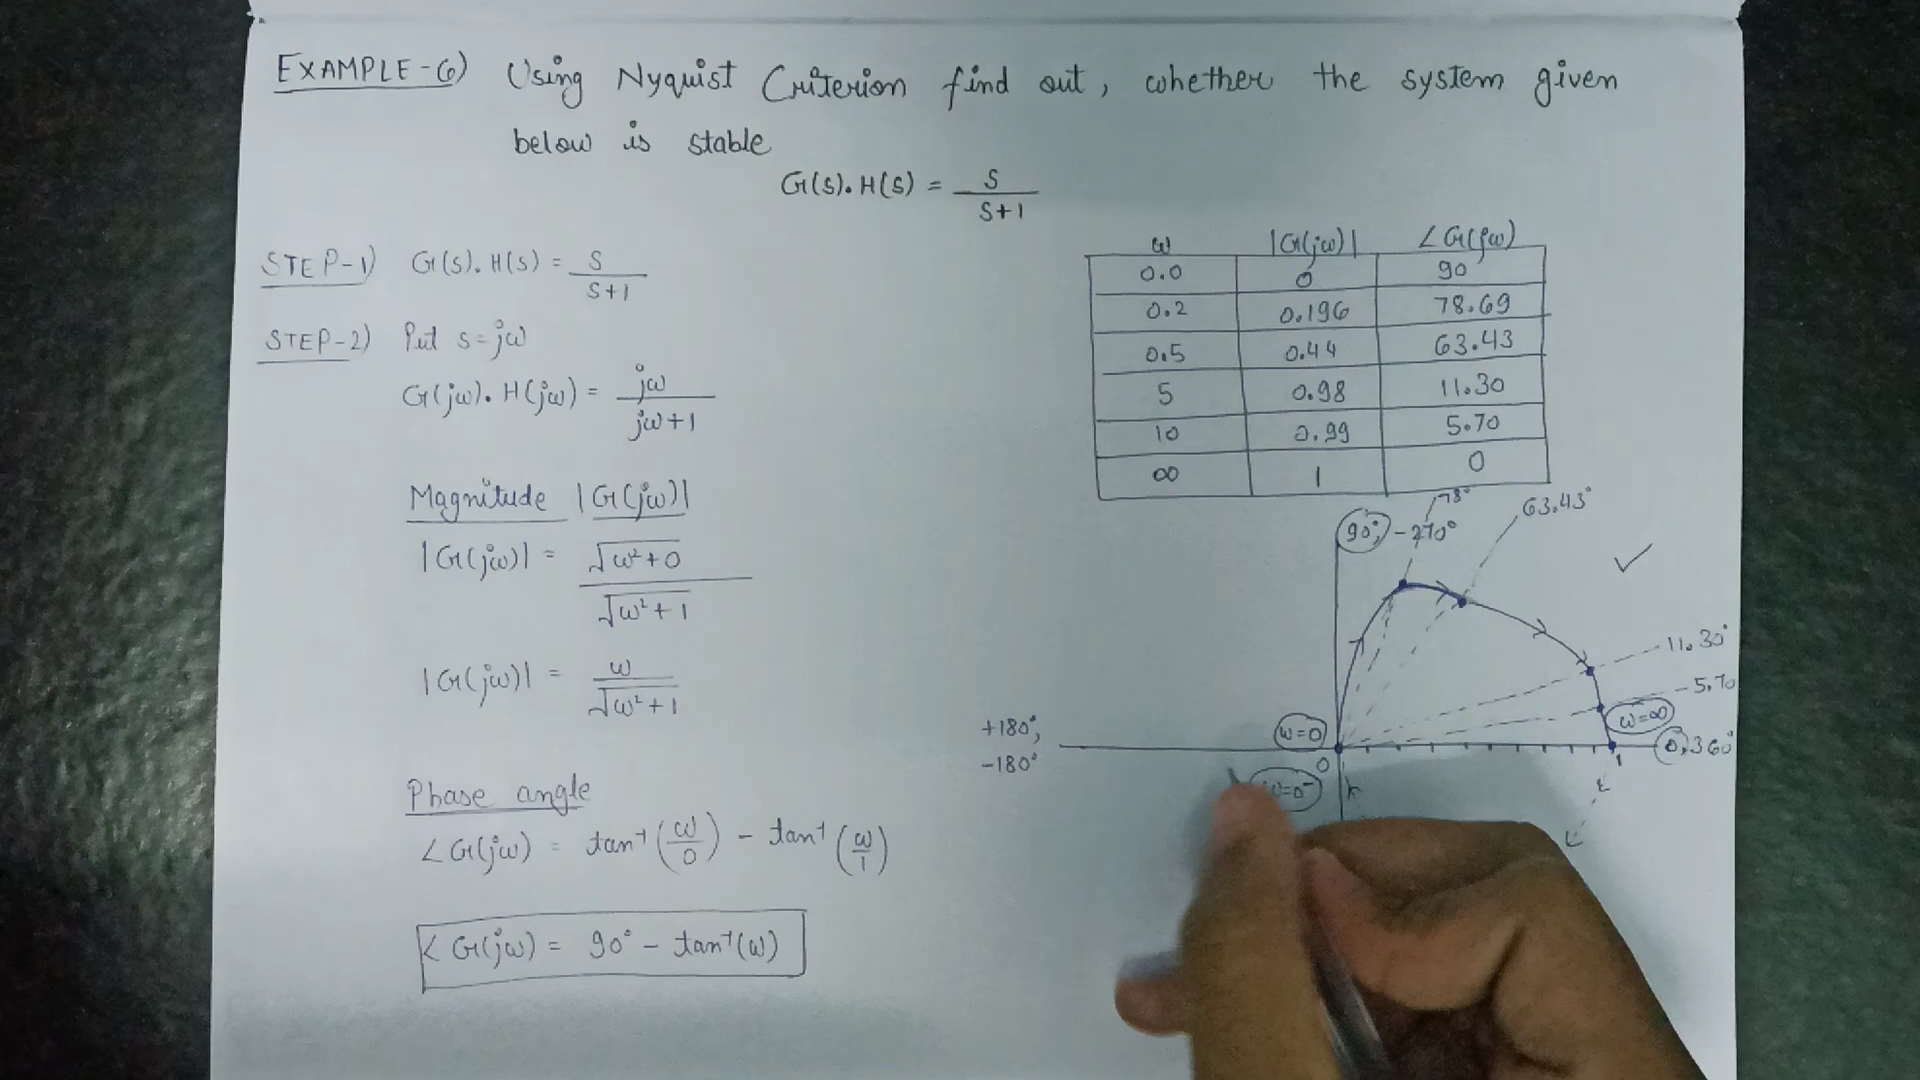 EXAMPLE-6) Using Nyquist Criterion find out, whether the system given
below is stable
G(s).H(s) = s
s+1
STEP-1) G(s).H(s) = s
s+1
STEP-2) Put s=jω
G(jω).H(jω) = jω
jω+1
Magnitude |G(jω)|
|G(jω)| = √ω²+0
√ω²+1
|G(jω)| = ω
√ω²+1
Phase angle
∠G(jω) = tan⁻¹(ω/0) - tan⁻¹(ω/1)
∠G(jω) = 90° - tan⁻¹(ω)
ω |G(jω)| ∠G(jω)
0.0 0 90
0.2 0.196 78.69
0.5 0.44 63.43
5 0.98 11.30
10 0.99 5.70
∞ 1 0
78°
63.43°
90°, -270°
11.30°
5.70
ω=∞
+180°,
-180°
ω=0
0
1
0, 360°
ω=0⁻